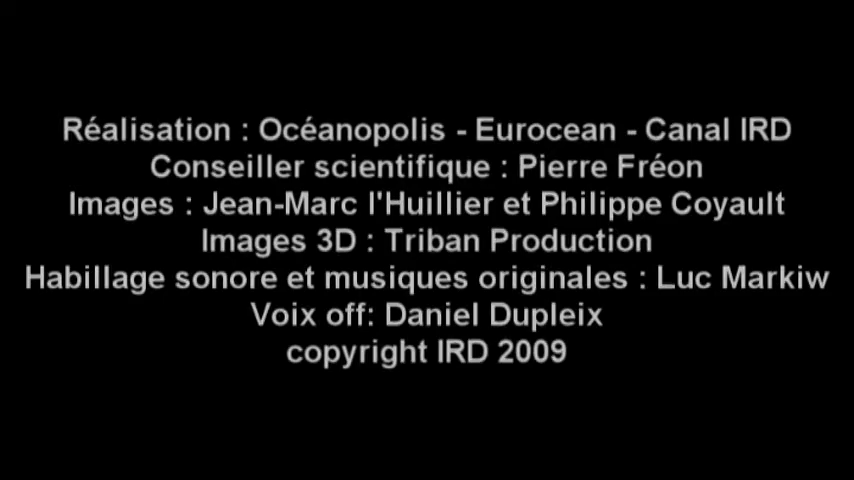 Réalisation : Océanopolis - Eurocean - Canal IRD
Conseiller scientifique : Pierre Fréon
Images : Jean-Marc l'Huillier et Philippe Coyault
Images 3D : Triban Production
Habillage sonore et musiques originales : Luc Markiw
Voix off: Daniel Dupleix
copyright IRD 2009